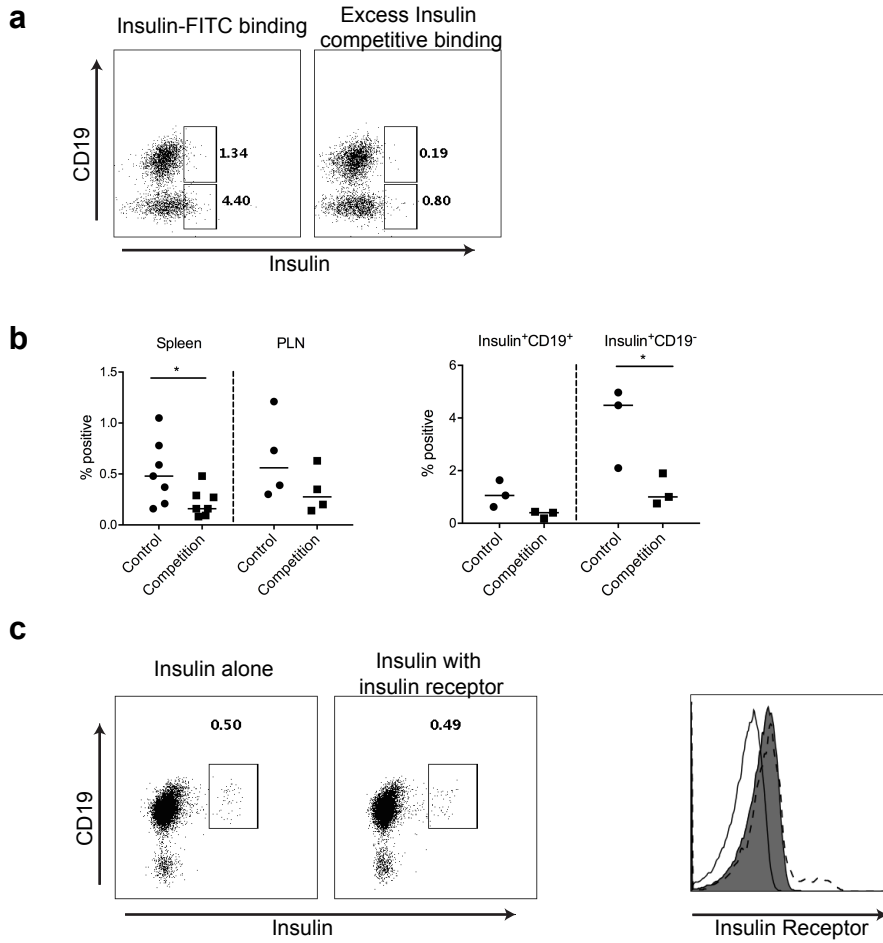 a
Insulin-FITC binding
Excess Insulin
competitive binding
CD19
1.34
4.40
0.19
0.80
Insulin
b
Spleen
PLN
*
% positive
1.5
1.0
0.5
0.0
Control
Competition
Control
Competition
Insulin⁺CD19⁺
Insulin⁺CD19⁻
*
% positive
6
4
2
0
Control
Competition
Control
Competition
c
Insulin alone
Insulin with
insulin receptor
0.50
0.49
CD19
Insulin
Insulin Receptor